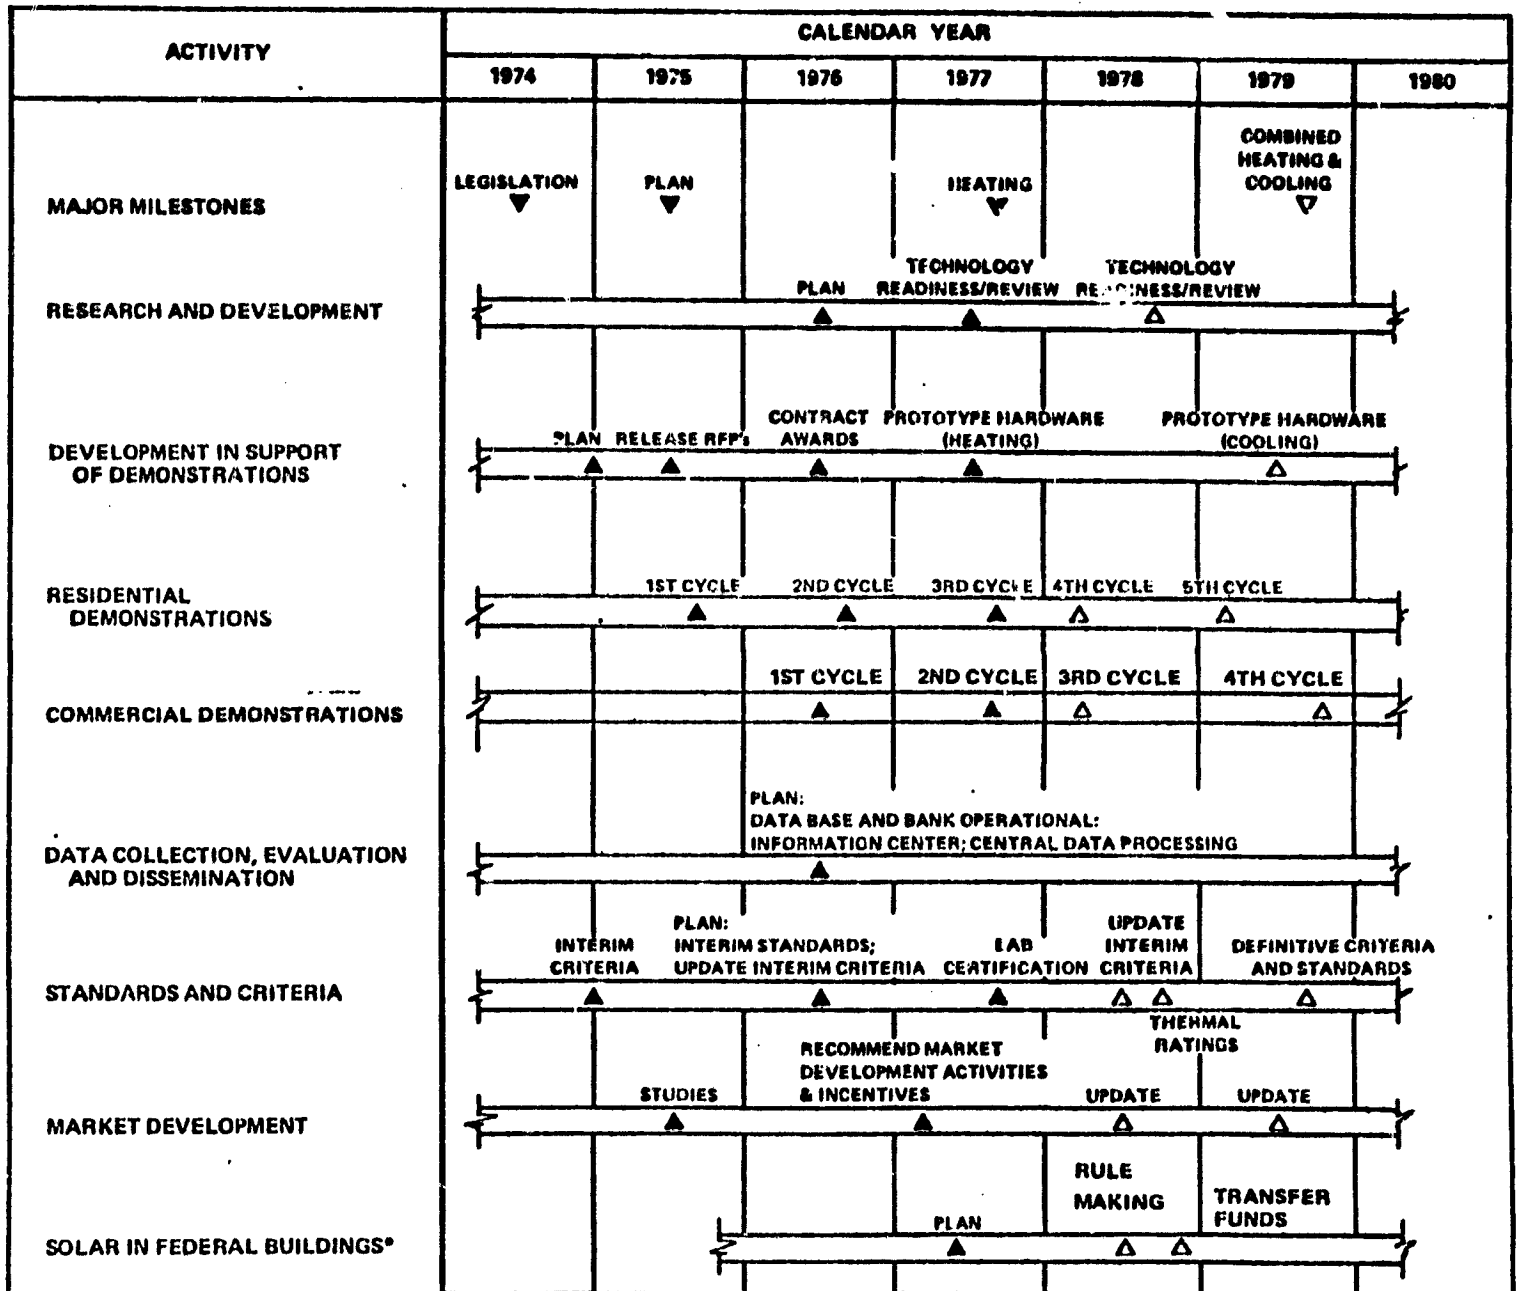 ACTIVITY
CALENDAR YEAR
1974 1975 1976 1977 1978 1979 1980
MAJOR MILESTONES
LEGISLATION
PLAN
HEATING
COMBINED
HEATING &
COOLING
RESEARCH AND DEVELOPMENT
PLAN
TECHNOLOGY
READINESS/REVIEW
TECHNOLOGY
READINESS/REVIEW
DEVELOPMENT IN SUPPORT
OF DEMONSTRATIONS
PLAN
RELEASE RFP's
CONTRACT
AWARDS
PROTOTYPE HARDWARE
(HEATING)
PROTOTYPE HARDWARE
(COOLING)
RESIDENTIAL
DEMONSTRATIONS
1ST CYCLE
2ND CYCLE
3RD CYCLE
4TH CYCLE
5TH CYCLE
COMMERCIAL DEMONSTRATIONS
1ST CYCLE
2ND CYCLE
3RD CYCLE
4TH CYCLE
DATA COLLECTION, EVALUATION
AND DISSEMINATION
PLAN:
DATA BASE AND BANK OPERATIONAL:
INFORMATION CENTER; CENTRAL DATA PROCESSING
STANDARDS AND CRITERIA
INTERIM
CRITERIA
PLAN:
INTERIM STANDARDS;
UPDATE INTERIM CRITERIA
LAB
CERTIFICATION
UPDATE
INTERIM
CRITERIA
THERMAL
RATINGS
DEFINITIVE CRITERIA
AND STANDARDS
MARKET DEVELOPMENT
STUDIES
RECOMMEND MARKET
DEVELOPMENT ACTIVITIES
& INCENTIVES
UPDATE
UPDATE
SOLAR IN FEDERAL BUILDINGS*
PLAN
RULE
MAKING
TRANSFER
FUNDS